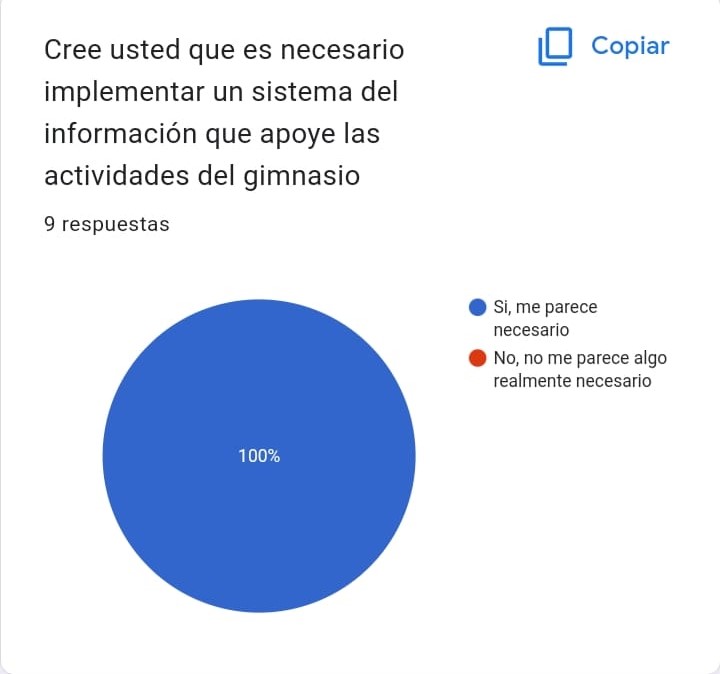 Cree usted que es necesario
implementar un sistema del
información que apoye las
actividades del gimnasio
Copiar
9 respuestas
Si, me parece
necesario
No, no me parece algo
realmente necesario
100%